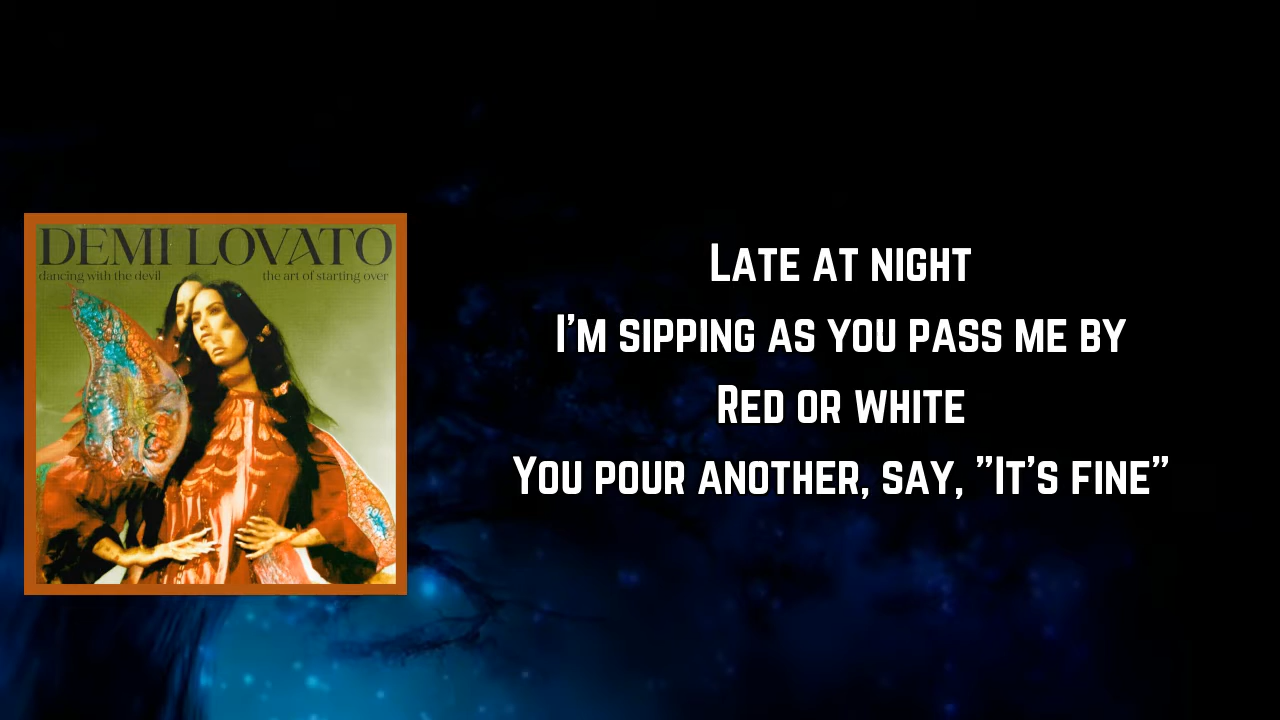 DEMI LOVATO
dancing with the devil the art of starting over
Late at night
I'm sipping as you pass me by
Red or white
You pour another, say, "It's fine"